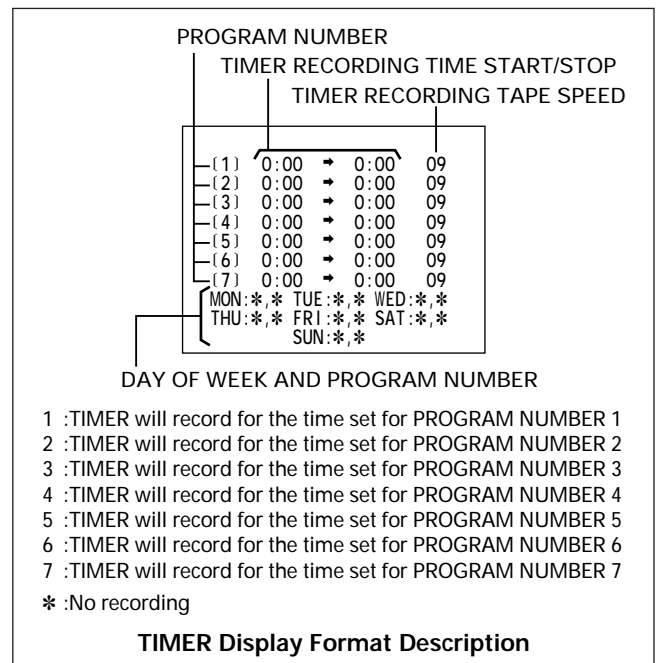 PROGRAM NUMBER
TIMER RECORDING TIME START/STOP
TIMER RECORDING TAPE SPEED
(1) 0:00 ➡ 0:00 09
(2) 0:00 ➡ 0:00 09
(3) 0:00 ➡ 0:00 09
(4) 0:00 ➡ 0:00 09
(5) 0:00 ➡ 0:00 09
(6) 0:00 ➡ 0:00 09
(7) 0:00 ➡ 0:00 09
MON:✱,✱ TUE:✱,✱ WED:✱,✱
THU:✱,✱ FRI:✱,✱ SAT:✱,✱
SUN:✱,✱
DAY OF WEEK AND PROGRAM NUMBER
1 :TIMER will record for the time set for PROGRAM NUMBER 1
2 :TIMER will record for the time set for PROGRAM NUMBER 2
3 :TIMER will record for the time set for PROGRAM NUMBER 3
4 :TIMER will record for the time set for PROGRAM NUMBER 4
5 :TIMER will record for the time set for PROGRAM NUMBER 5
6 :TIMER will record for the time set for PROGRAM NUMBER 6
7 :TIMER will record for the time set for PROGRAM NUMBER 7
✱ :No recording
TIMER Display Format Description